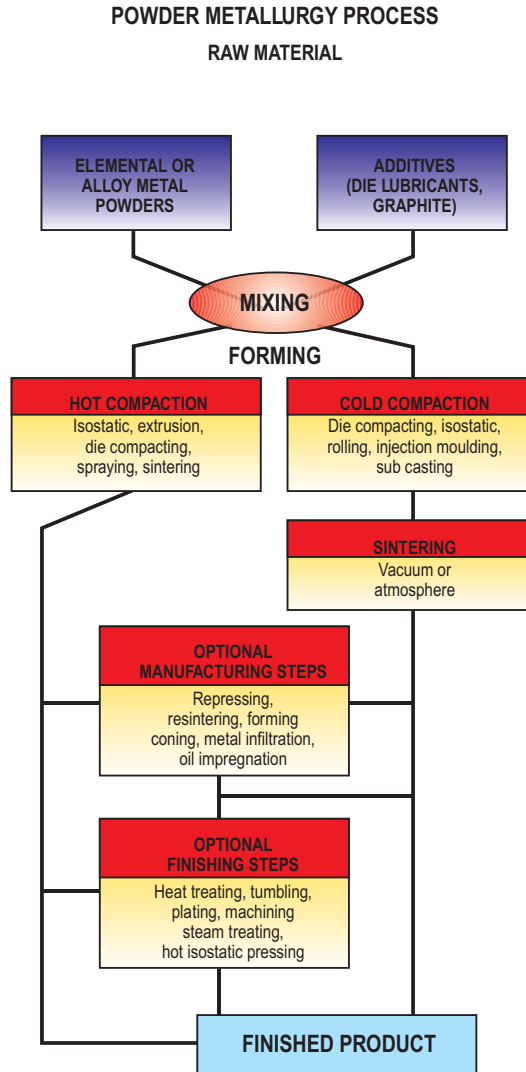 POWDER METALLURGY PROCESS
RAW MATERIAL
ELEMENTAL OR
ALLOY METAL
POWDERS
ADDITIVES
(DIE LUBRICANTS,
GRAPHITE)
MIXING
FORMING
HOT COMPACTION
Isostatic, extrusion,
die compacting,
spraying, sintering
COLD COMPACTION
Die compacting, isostatic,
rolling, injection moulding,
sub casting
SINTERING
Vacuum or
atmosphere
OPTIONAL
MANUFACTURING STEPS
Repressing,
resintering, forming
coning, metal infiltration,
oil impregnation
OPTIONAL
FINISHING STEPS
Heat treating, tumbling,
plating, machining
steam treating,
hot isostatic pressing
FINISHED PRODUCT